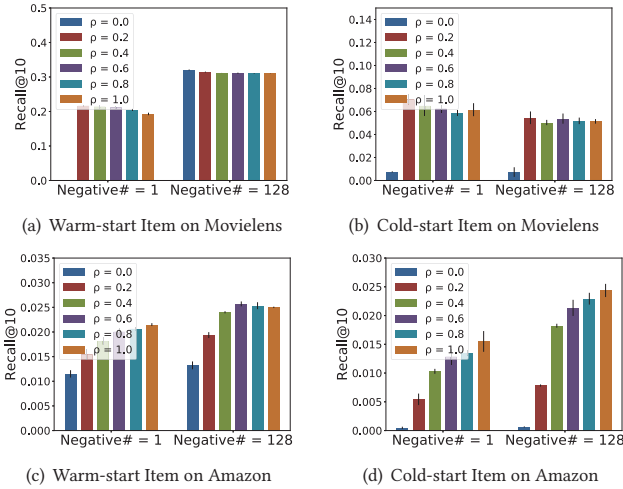 0.5
0.4
0.3
0.2
0.1
0.0
Recall@10
ρ = 0.0
ρ = 0.2
ρ = 0.4
ρ = 0.6
ρ = 0.8
ρ = 1.0
Negative# = 1 Negative# = 128
(a) Warm-start Item on Movielens
0.14
0.12
0.10
0.08
0.06
0.04
0.02
0.00
Recall@10
ρ = 0.0
ρ = 0.2
ρ = 0.4
ρ = 0.6
ρ = 0.8
ρ = 1.0
Negative# = 1 Negative# = 128
(b) Cold-start Item on Movielens
0.035
0.030
0.025
0.020
0.015
0.010
0.005
0.000
Recall@10
ρ = 0.0
ρ = 0.2
ρ = 0.4
ρ = 0.6
ρ = 0.8
ρ = 1.0
Negative# = 1 Negative# = 128
(c) Warm-start Item on Amazon
0.030
0.025
0.020
0.015
0.010
0.005
0.000
Recall@10
ρ = 0.0
ρ = 0.2
ρ = 0.4
ρ = 0.6
ρ = 0.8
ρ = 1.0
Negative# = 1 Negative# = 128
(d) Cold-start Item on Amazon